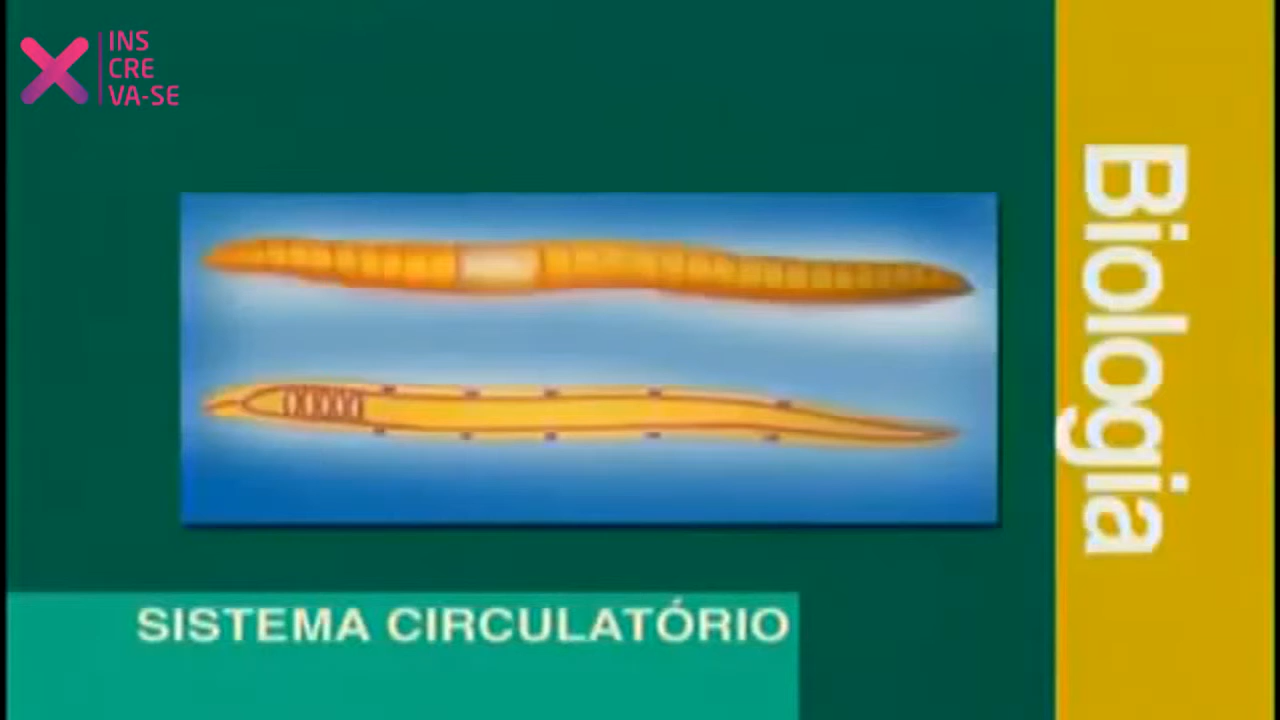 INS
CRE
VA-SE
Biologia
SISTEMA CIRCULATÓRIO